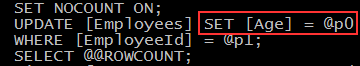 SET NOCOUNT ON;
UPDATE [Employees] SET [Age] = @p0
WHERE [EmployeeId] = @p1;
SELECT @@ROWCOUNT;